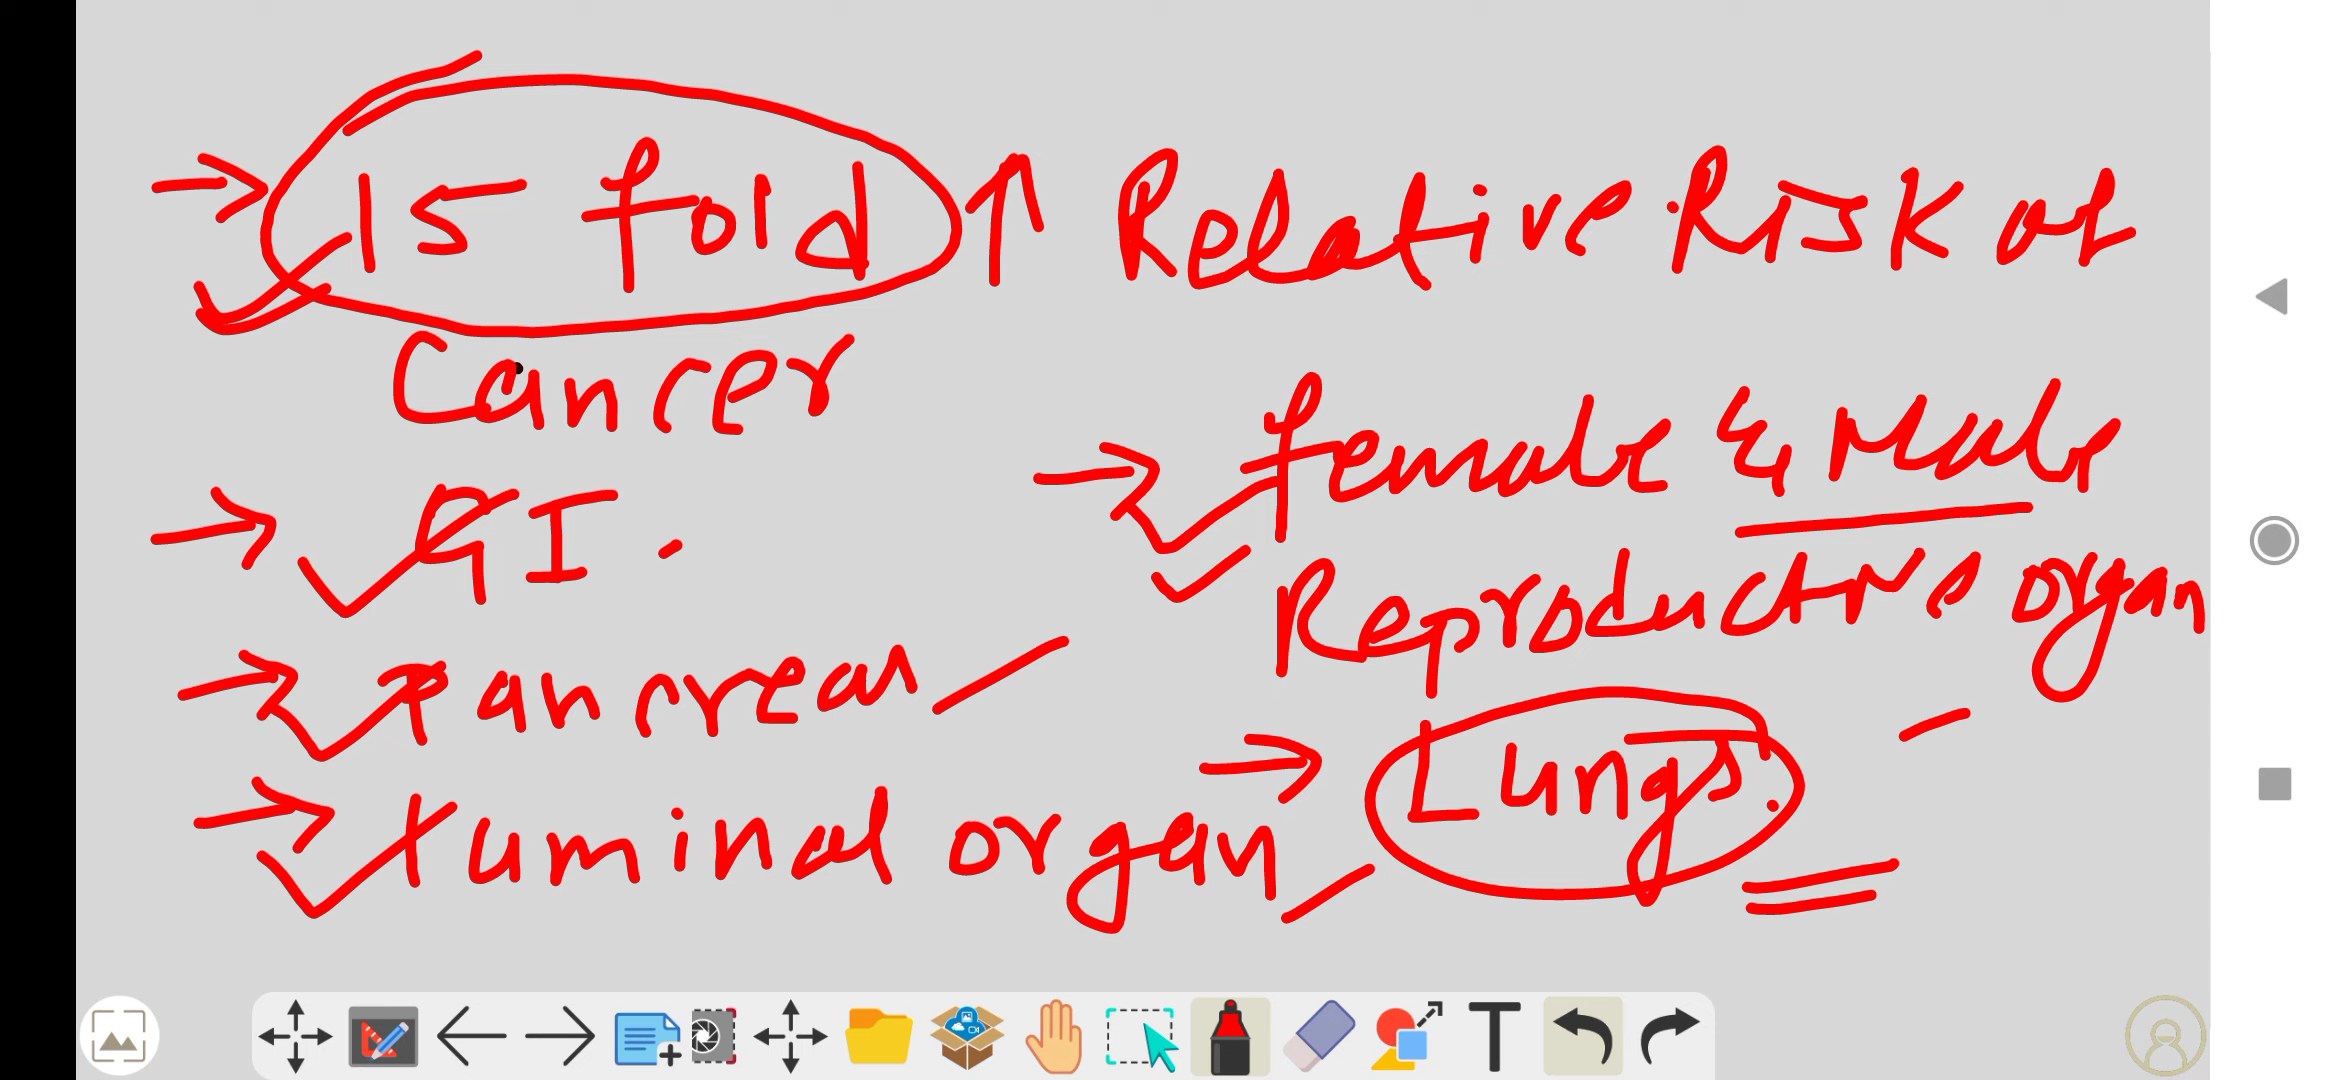 → 15 fold ↑ Relative Risk of
Cancer
→ GI.
→ Pancreas
→ Luminal organ
→ Female & Male
Reproductive organ
→ Lungs.
T